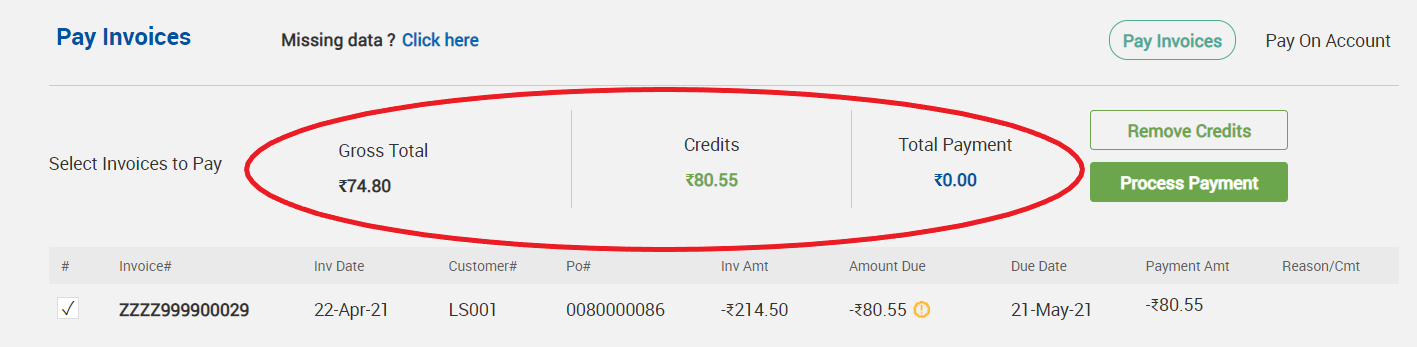 Pay Invoices
Missing data ? Click here
Pay Invoices
Pay On Account
Select Invoices to Pay
Gross Total
₹74.80
Credits
₹80.55
Total Payment
₹0.00
Remove Credits
Process Payment
# Invoice# Inv Date Customer# Po# Inv Amt Amount Due Due Date Payment Amt Reason/Cmt
ZZZZ999900029 22-Apr-21 LS001 0080000086 -₹214.50 -₹80.55 21-May-21 -₹80.55